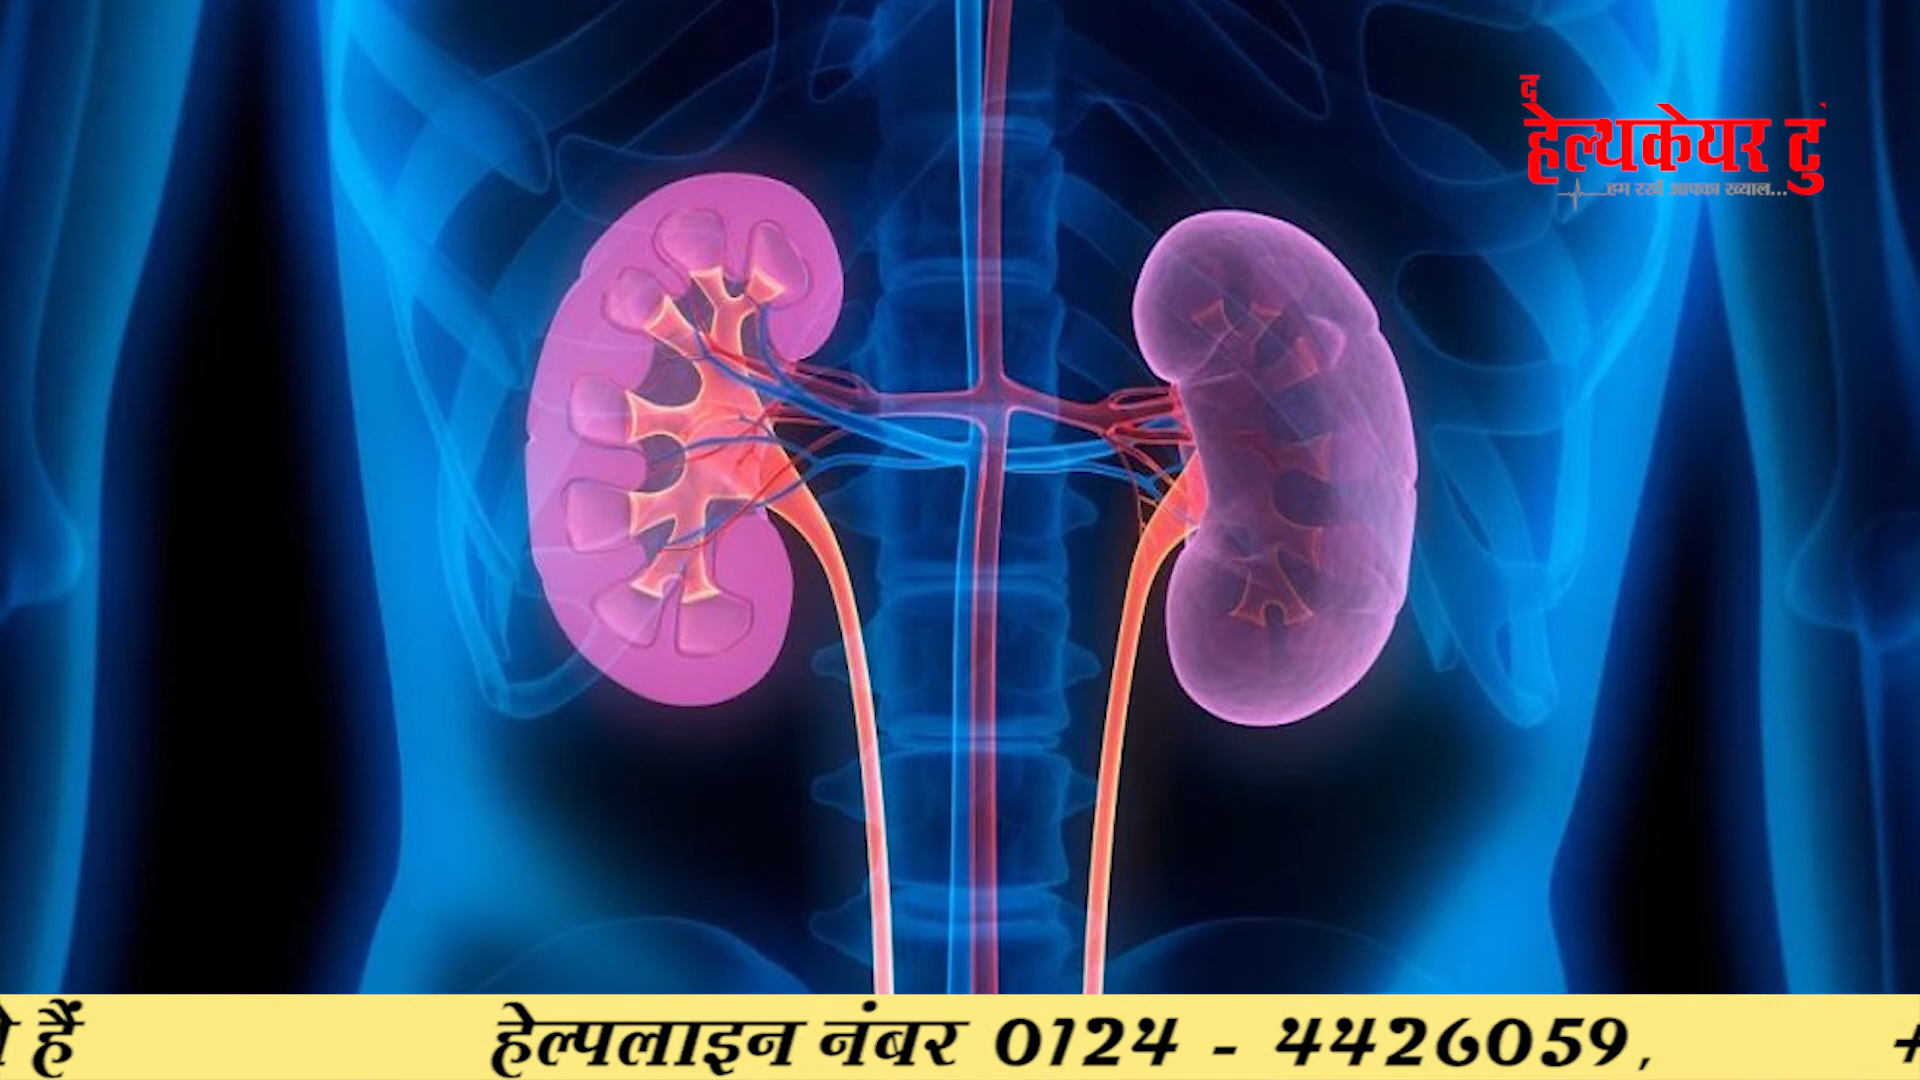 द
हेल्थकेयर टु
हम रखें आपका ख्याल...
हैं हेल्पलाइन नंबर 0124 - 4426059, +